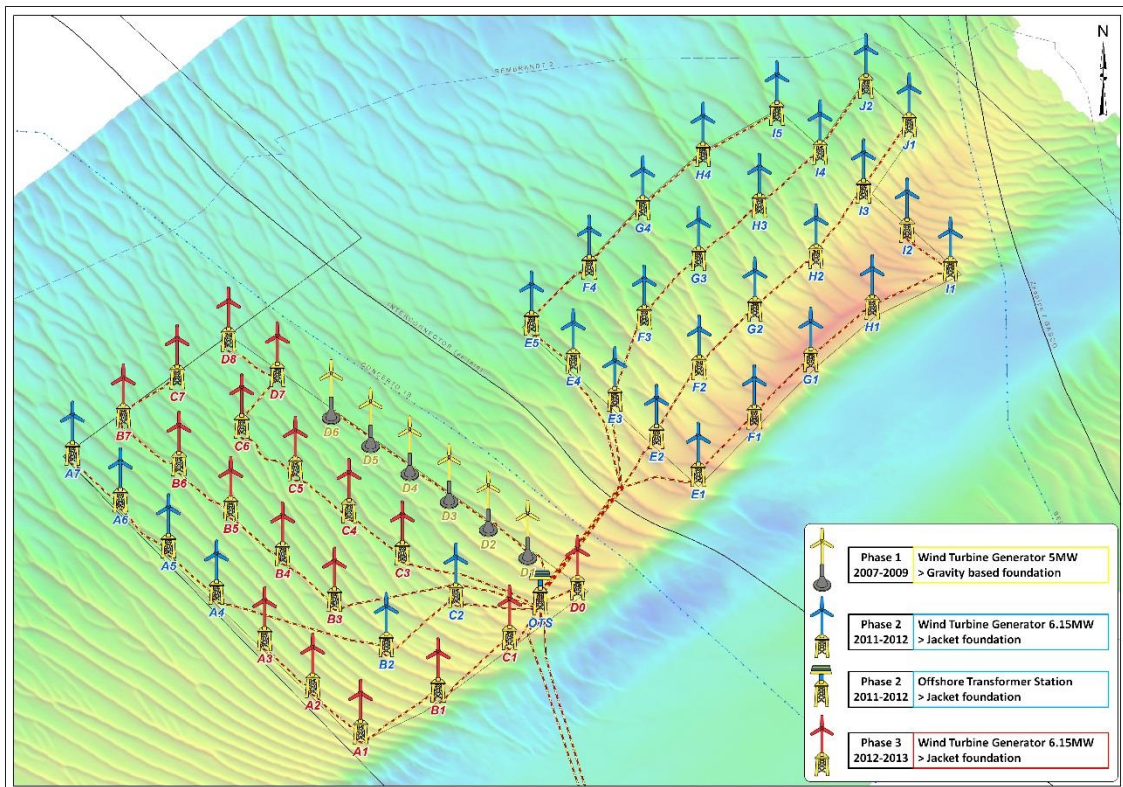 N
REMBRANDT 2
J2
I5
J1
H4
I4
G4
H3
I3
I2
F4
G3
H2
I1
E5
F3
G2
H1
INTERCONNECTOR
CONCERTO 1S
E4
E3
F2
G1
D8
D7
C7
D6
E2
F1
B7
C6
D5
E1
A7
B6
C5
D4
A6
B5
C4
D3
A5
B4
C3
D2
A4
B3
C2
D1
D0
OTS
A3
B2
C1
A2
B1
A1
Phase 1
2007-2009
Wind Turbine Generator 5MW
> Gravity based foundation
Phase 2
2011-2012
Wind Turbine Generator 6.15MW
> Jacket foundation
Phase 2
2011-2012
Offshore Transformer Station
> Jacket foundation
Phase 3
2012-2013
Wind Turbine Generator 6.15MW
> Jacket foundation